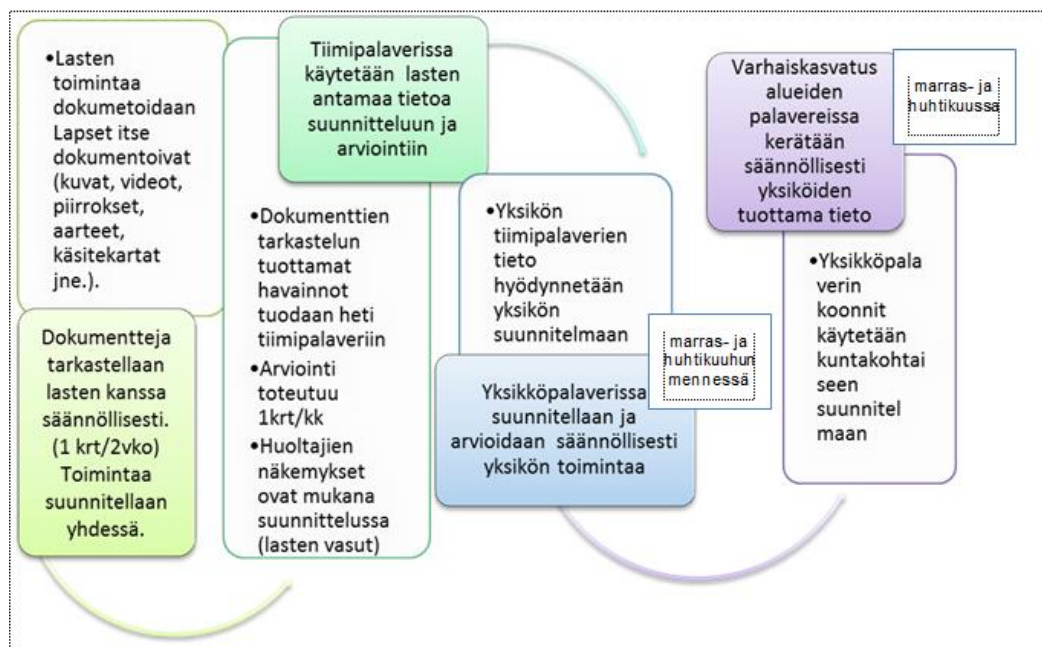 •Lasten
toimintaa
dokumetoidaan
Lapset itse
dokumentoivat
(kuvat, videot,
piirrokset,
aarteet,
käsitekartat
jne.).
Dokumentteja
tarkastellaan
lasten kanssa
säännöllisesti.
(1 krt/2vko)
Toimintaa
suunnitellaan
yhdessä.
Tiimipalaverissa
käytetään lasten
antamaa tietoa
suunnitteluun ja
arviointiin
•Dokumenttien
tarkastelun
tuottamat
havainnot
tuodaan heti
tiimipalaveriin
•Arviointi
toteutuu
1krt/kk
•Huoltajien
näkemykset
ovat mukana
suunnittelussa
(lasten vasut)
•Yksikön
tiimipalaverien
tieto
hyödynnetään
yksikön
suunnitelmaan
marras- ja
huhtikuuhun
mennessä
Yksikköpalaverissa
suunnitellaan ja
arvioidaan säännöllisesti
yksikön toimintaa
Varhaiskasvatus
alueiden
palavereissa
kerätään
säännöllisesti
yksiköiden
tuottama tieto
marras- ja
huhtikuussa
•Yksikköpala
verin
koonnit
käytetään
kuntakohtai
seen
suunnitel
maan